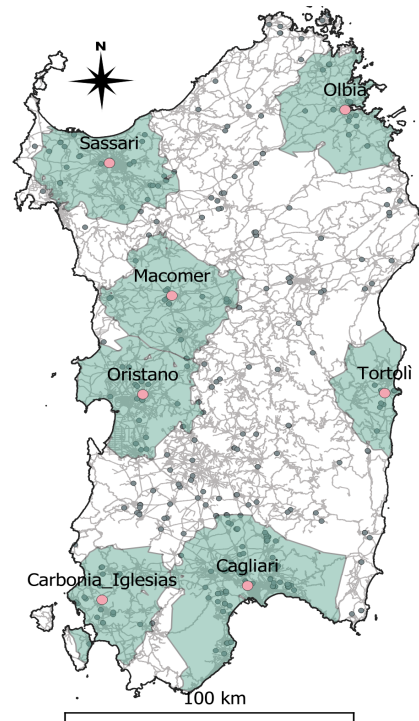 N
Olbia
Sassari
Macomer
Oristano
Tortolì
Carbonia_Iglesias
Cagliari
100 km